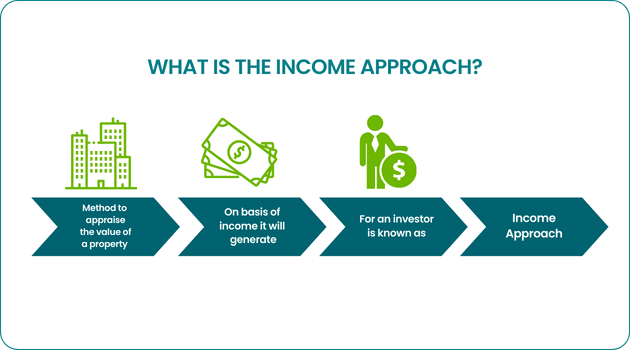 WHAT IS THE INCOME APPROACH?
Method to
appraise
the value of
a property
On basis of
income it will
generate
For an investor
is known as
Income
Approach